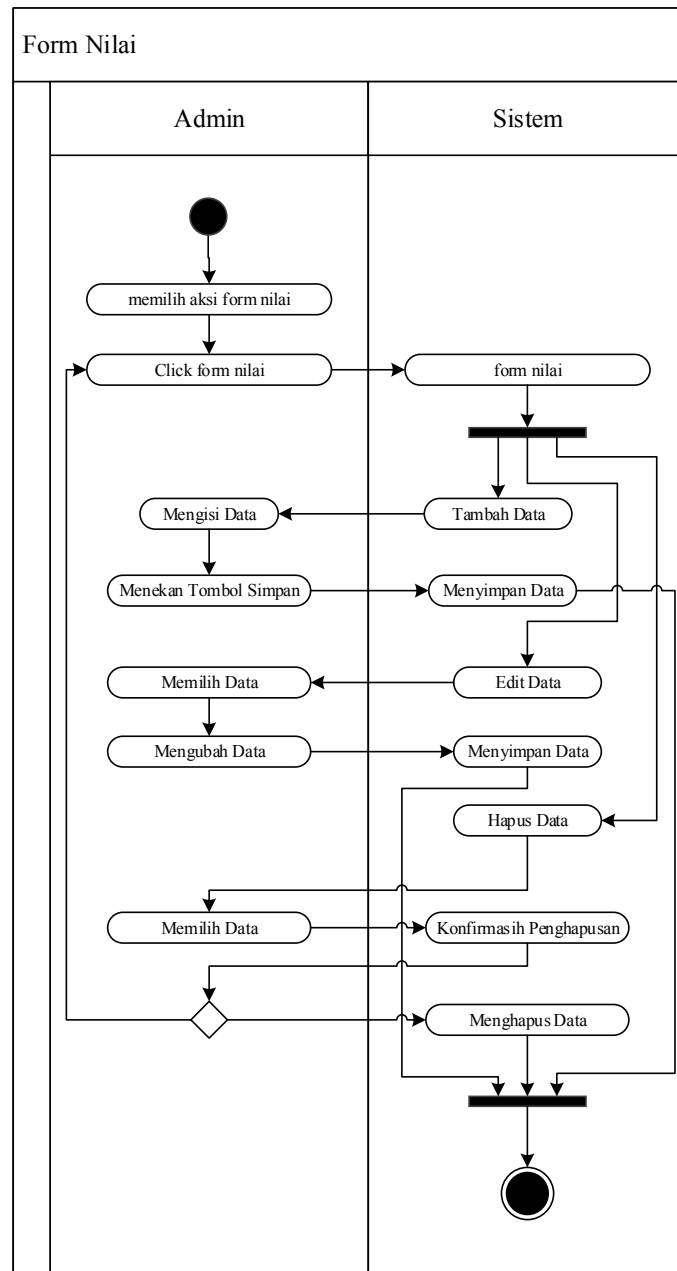 Form Nilai
Admin
Sistem
memilih aksi form nilai
Click form nilai
form nilai
Mengisi Data
Tambah Data
Menekan Tombol Simpan
Menyimpan Data
Memilih Data
Edit Data
Mengubah Data
Menyimpan Data
Hapus Data
Memilih Data
Konfirmasih Penghapusan
Menghapus Data